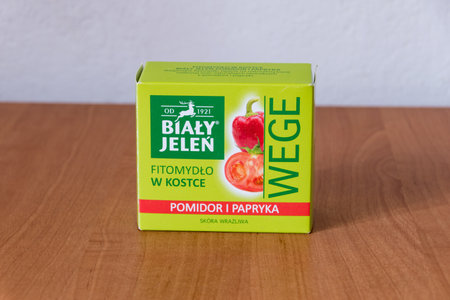 OD 1921
BIAŁY®
JELEŃ
FITOMYDŁO
W KOSTCE
WEGE
POMIDOR I PAPRYKA
SKÓRA WRAŻLIWA